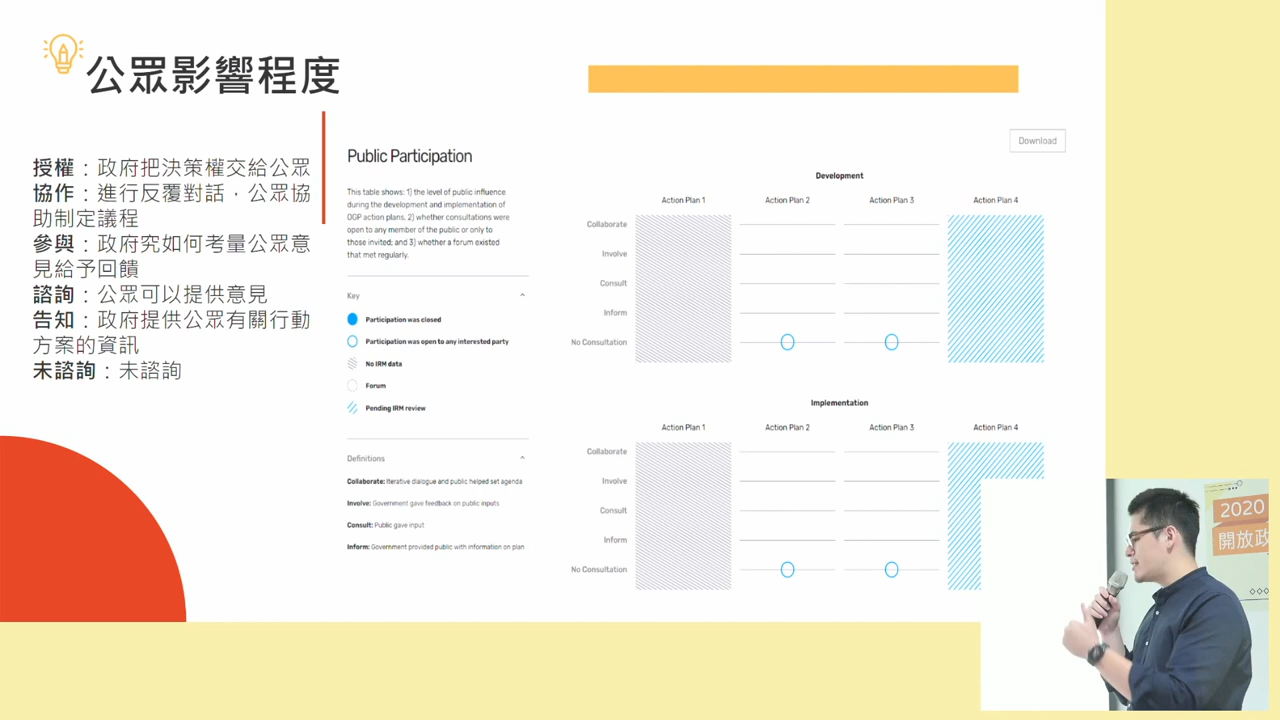 公眾影響程度
授權：政府把決策權交給公眾
協作：進行反覆對話，公眾協
助制定議程
參與：政府究如何考量公眾意
見給予回饋
諮詢：公眾可以提供意見
告知：政府提供公眾有關行動
方案的資訊
未諮詢：未諮詢
Public Participation
This table shows: 1) the level of public influence
during the development and implementation of
OGP action plans, 2) whether consultations were
open to any member of the public or only to
those invited; and 3) whether a forum existed
that met regularly.
Key
Participation was closed
Participation was open to any interested party
No IRM data
Forum
Pending IRM review
Definitions
Collaborate: Iterative dialogue and public helped set agenda
Involve: Government gave feedback on public inputs
Consult: Public gave input
Inform: Government provided public with information on plan
Download
Development
Action Plan 1 Action Plan 2 Action Plan 3 Action Plan 4
Collaborate
Involve
Consult
Inform
No Consultation
Implementation
Action Plan 1 Action Plan 2 Action Plan 3 Action Plan 4
Collaborate
Involve
Consult
Inform
No Consultation
2020
開放政